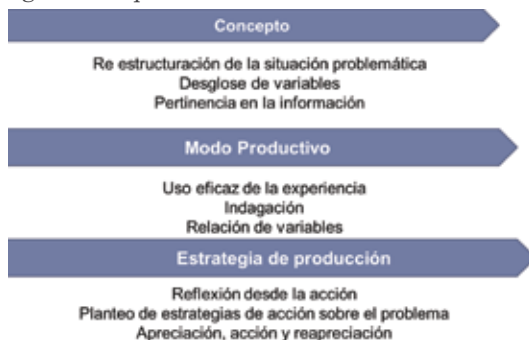 Concepto
Re estructuración de la situación problemática
Desglose de variables
Pertinencia en la información
Modo Productivo
Uso eficaz de la experiencia
Indagación
Relación de variables
Estrategia de producción
Reflexión desde la acción
Planteo de estrategias de acción sobre el problema
Apreciación, acción y reapreciación